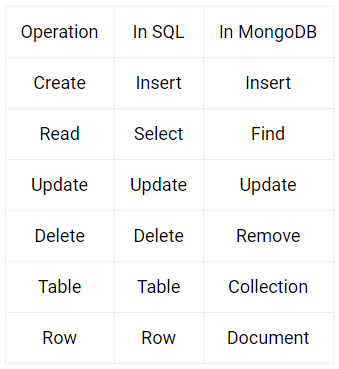 Operation In SQL In MongoDB
Create Insert Insert
Read Select Find
Update Update Update
Delete Delete Remove
Table Table Collection
Row Row Document